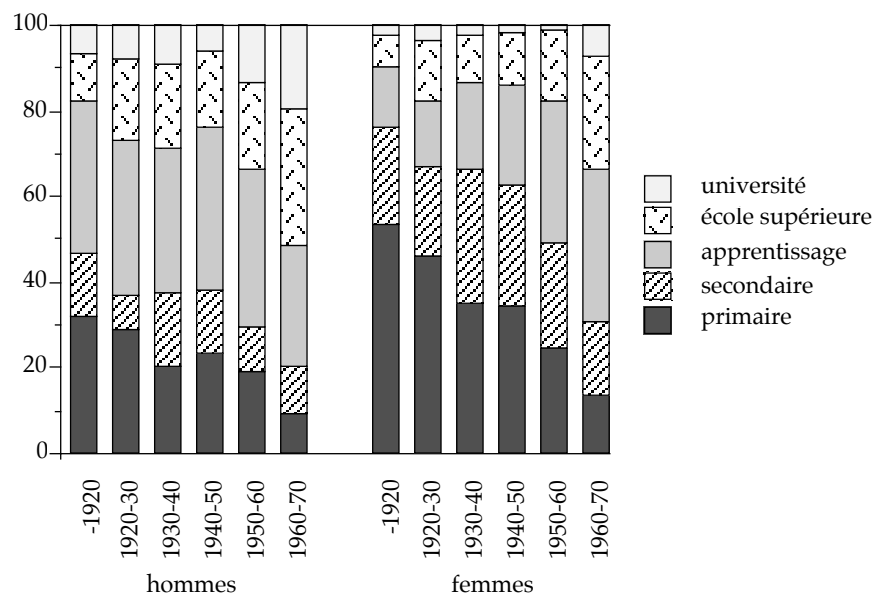 100
80
60
40
20
0
-1920
1920-30
1930-40
1940-50
1950-60
1960-70
-1920
1920-30
1930-40
1940-50
1950-60
1960-70
hommes
femmes
université
école supérieure
apprentissage
secondaire
primaire